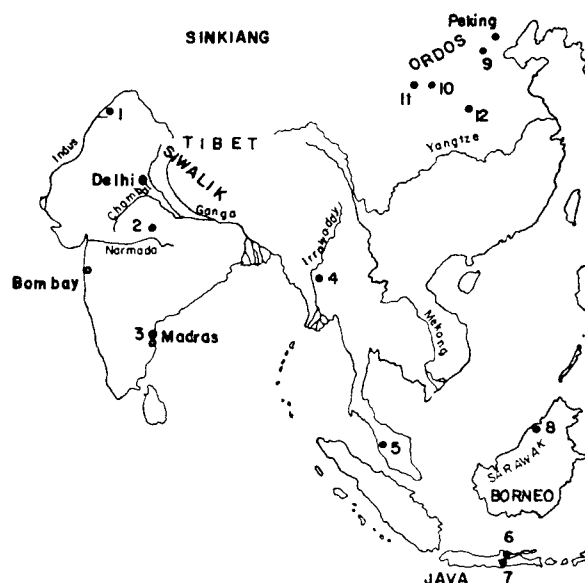 Peking
SINKIANG
ORDOS
9
11
10
12
1
Indus
TIBET
Yangtze
SIWALIK
Delhi
Chambal
Ganga
2
Irrawaddy
Narmada
4
Bombay
3
Madras
Mekong
5
8
SARAWAK
BORNEO
6
7
JAVA